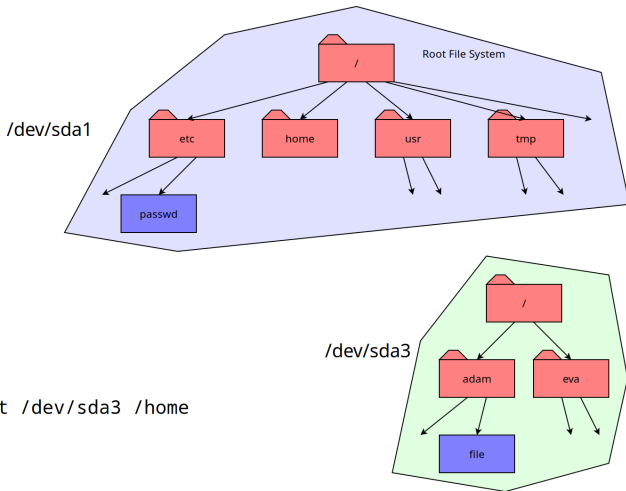 /
Root File System
/dev/sda1
etc
home
usr
tmp
passwd
/
/dev/sda3
adam
eva
t /dev/sda3 /home
file